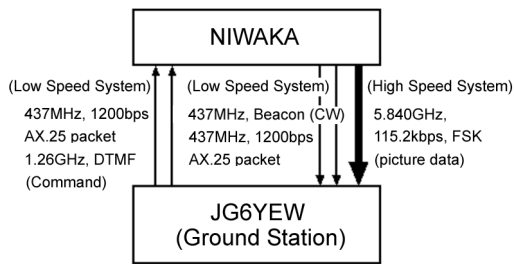 NIWAKA
(Low Speed System)
437MHz, 1200bps
AX.25 packet
1.26GHz, DTMF
(Command)
(Low Speed System)
437MHz, Beacon (CW)
437MHz, 1200bps
AX.25 packet
(High Speed System)
5.840GHz,
115.2kbps, FSK
(picture data)
JG6YEW
(Ground Station)